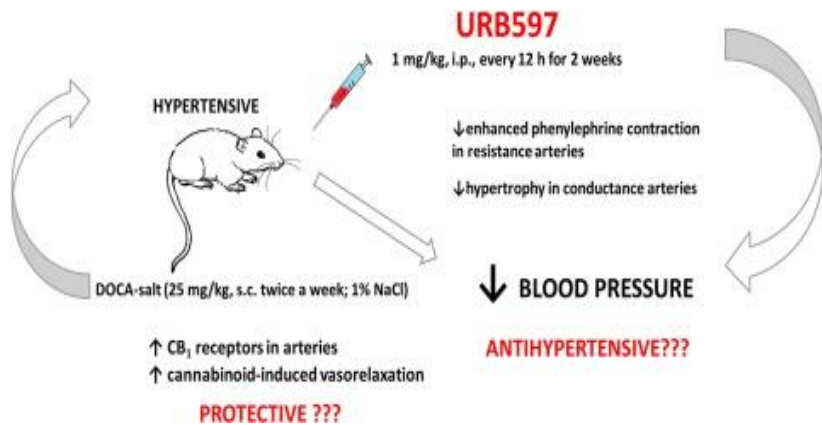 URB597
1 mg/kg, i.p., every 12 h for 2 weeks
HYPERTENSIVE
↓enhanced phenylephrine contraction
in resistance arteries
↓hypertrophy in conductance arteries
DOCA-salt (25 mg/kg, s.c. twice a week; 1% NaCl)
↓ BLOOD PRESSURE
↑ CB₁ receptors in arteries
↑ cannabinoid-induced vasorelaxation
PROTECTIVE ???
ANTIHYPERTENSIVE???